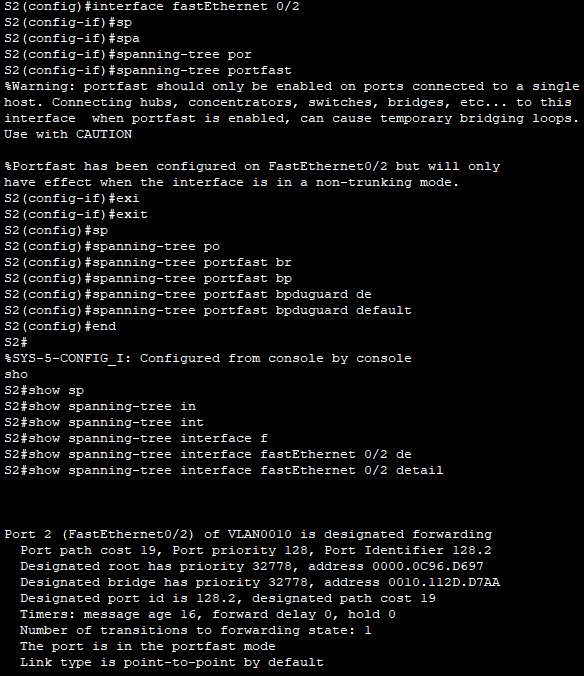 S2(config)#interface fastEthernet 0/2
S2(config-if)#sp
S2(config-if)#spa
S2(config-if)#spanning-tree por
S2(config-if)#spanning-tree portfast
%Warning: portfast should only be enabled on ports connected to a single
host. Connecting hubs, concentrators, switches, bridges, etc... to this
interface  when portfast is enabled, can cause temporary bridging loops.
Use with CAUTION

%Portfast has been configured on FastEthernet0/2 but will only
have effect when the interface is in a non-trunking mode.
S2(config-if)#exi
S2(config-if)#exit
S2(config)#sp
S2(config)#spanning-tree po
S2(config)#spanning-tree portfast br
S2(config)#spanning-tree portfast bp
S2(config)#spanning-tree portfast bpduguard de
S2(config)#spanning-tree portfast bpduguard default
S2(config)#end
S2#
%SYS-5-CONFIG_I: Configured from console by console
sho
S2#show sp
S2#show spanning-tree in
S2#show spanning-tree int
S2#show spanning-tree interface f
S2#show spanning-tree interface fastEthernet 0/2 de
S2#show spanning-tree interface fastEthernet 0/2 detail

Port 2 (FastEthernet0/2) of VLAN0010 is designated forwarding
  Port path cost 19, Port priority 128, Port Identifier 128.2
  Designated root has priority 32778, address 0000.0C96.D697
  Designated bridge has priority 32778, address 0010.112D.D7AA
  Designated port id is 128.2, designated path cost 19
  Timers: message age 16, forward delay 0, hold 0
  Number of transitions to forwarding state: 1
  The port is in the portfast mode
  Link type is point-to-point by default